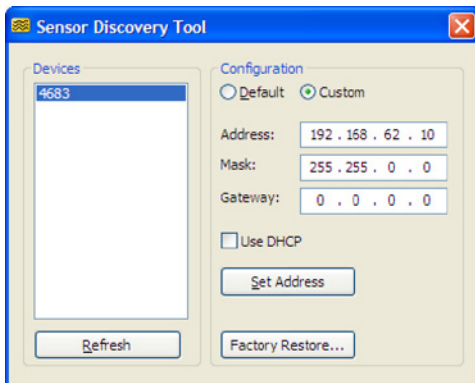 Sensor Discovery Tool
Devices
4683
Refresh
Configuration
Default Custom
Address: 192 . 168 . 62 . 10
Mask: 255 . 255 . 0 . 0
Gateway: 0 . 0 . 0 . 0
Use DHCP
Set Address
Factory Restore...